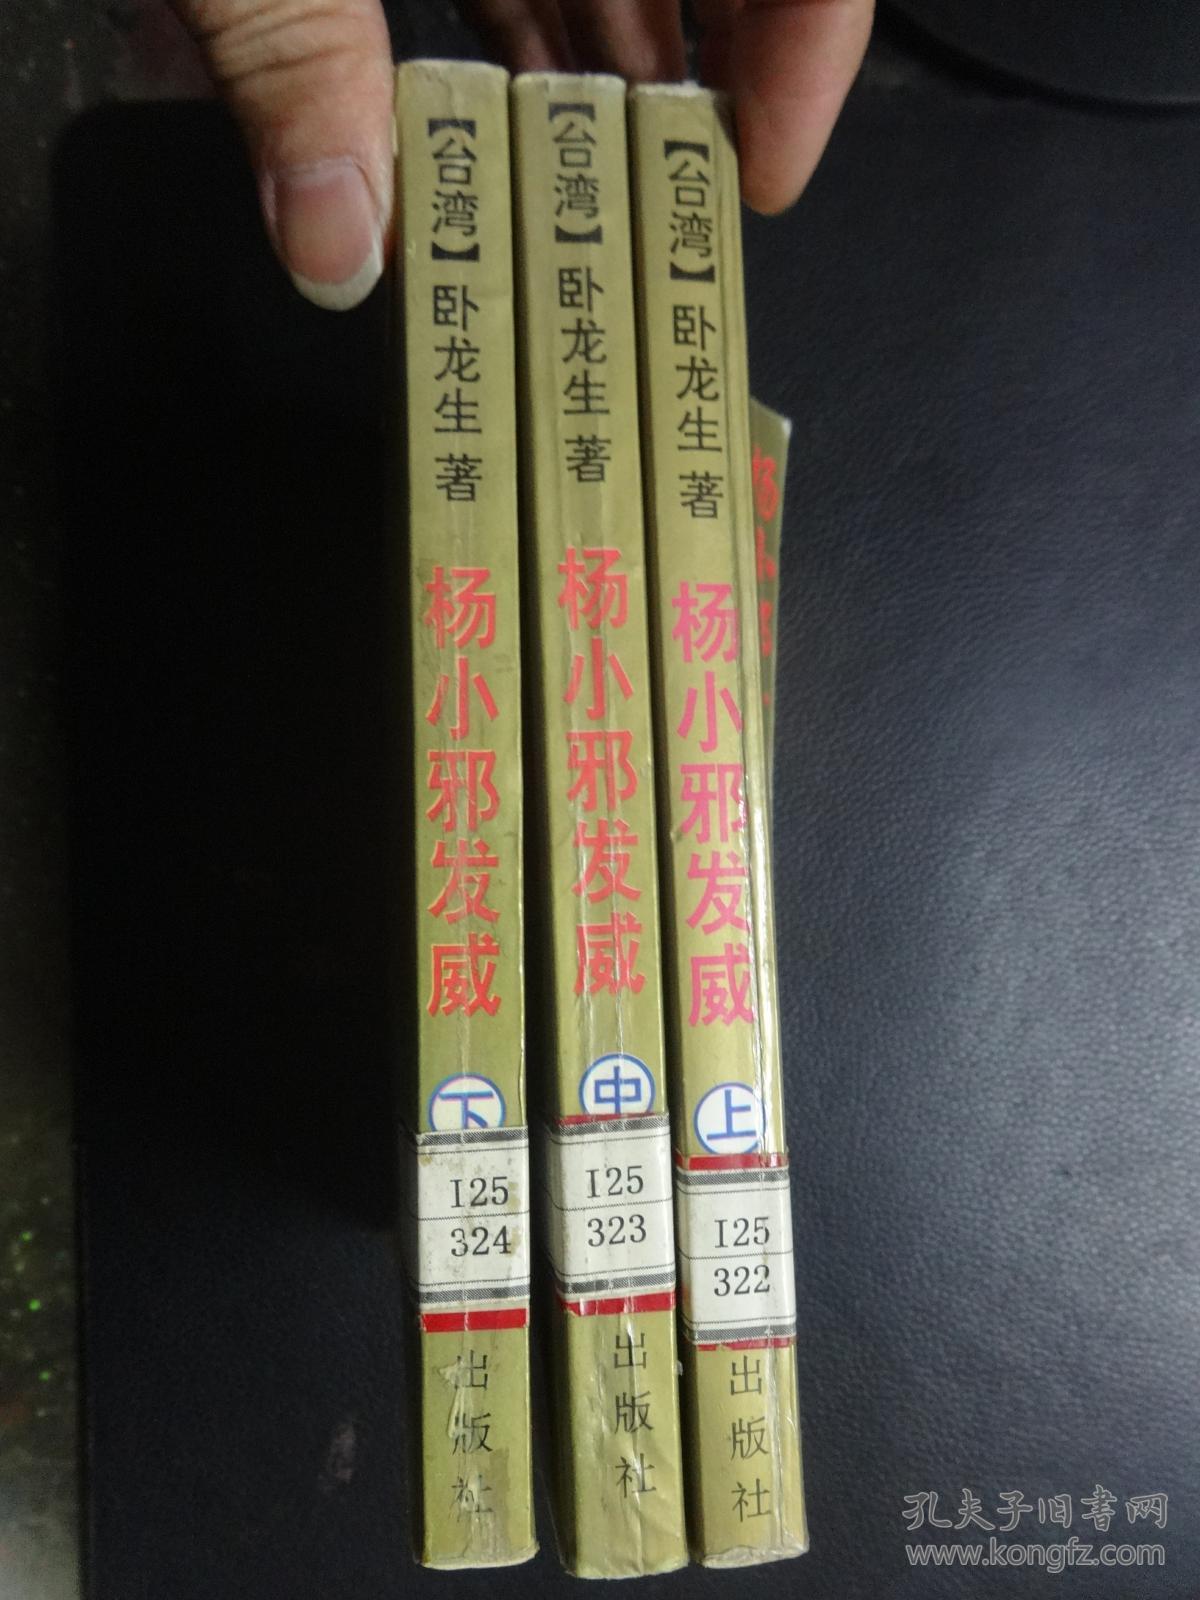 【台湾】卧龙生 著
杨小邪发威
下
I25
324
出版社
【台湾】卧龙生 著
杨小邪发威
中
I25
323
出版社
【台湾】卧龙生 著
杨小邪发威
上
I25
322
出版社
杨小邪
孔夫子旧书网
www.kongfz.com